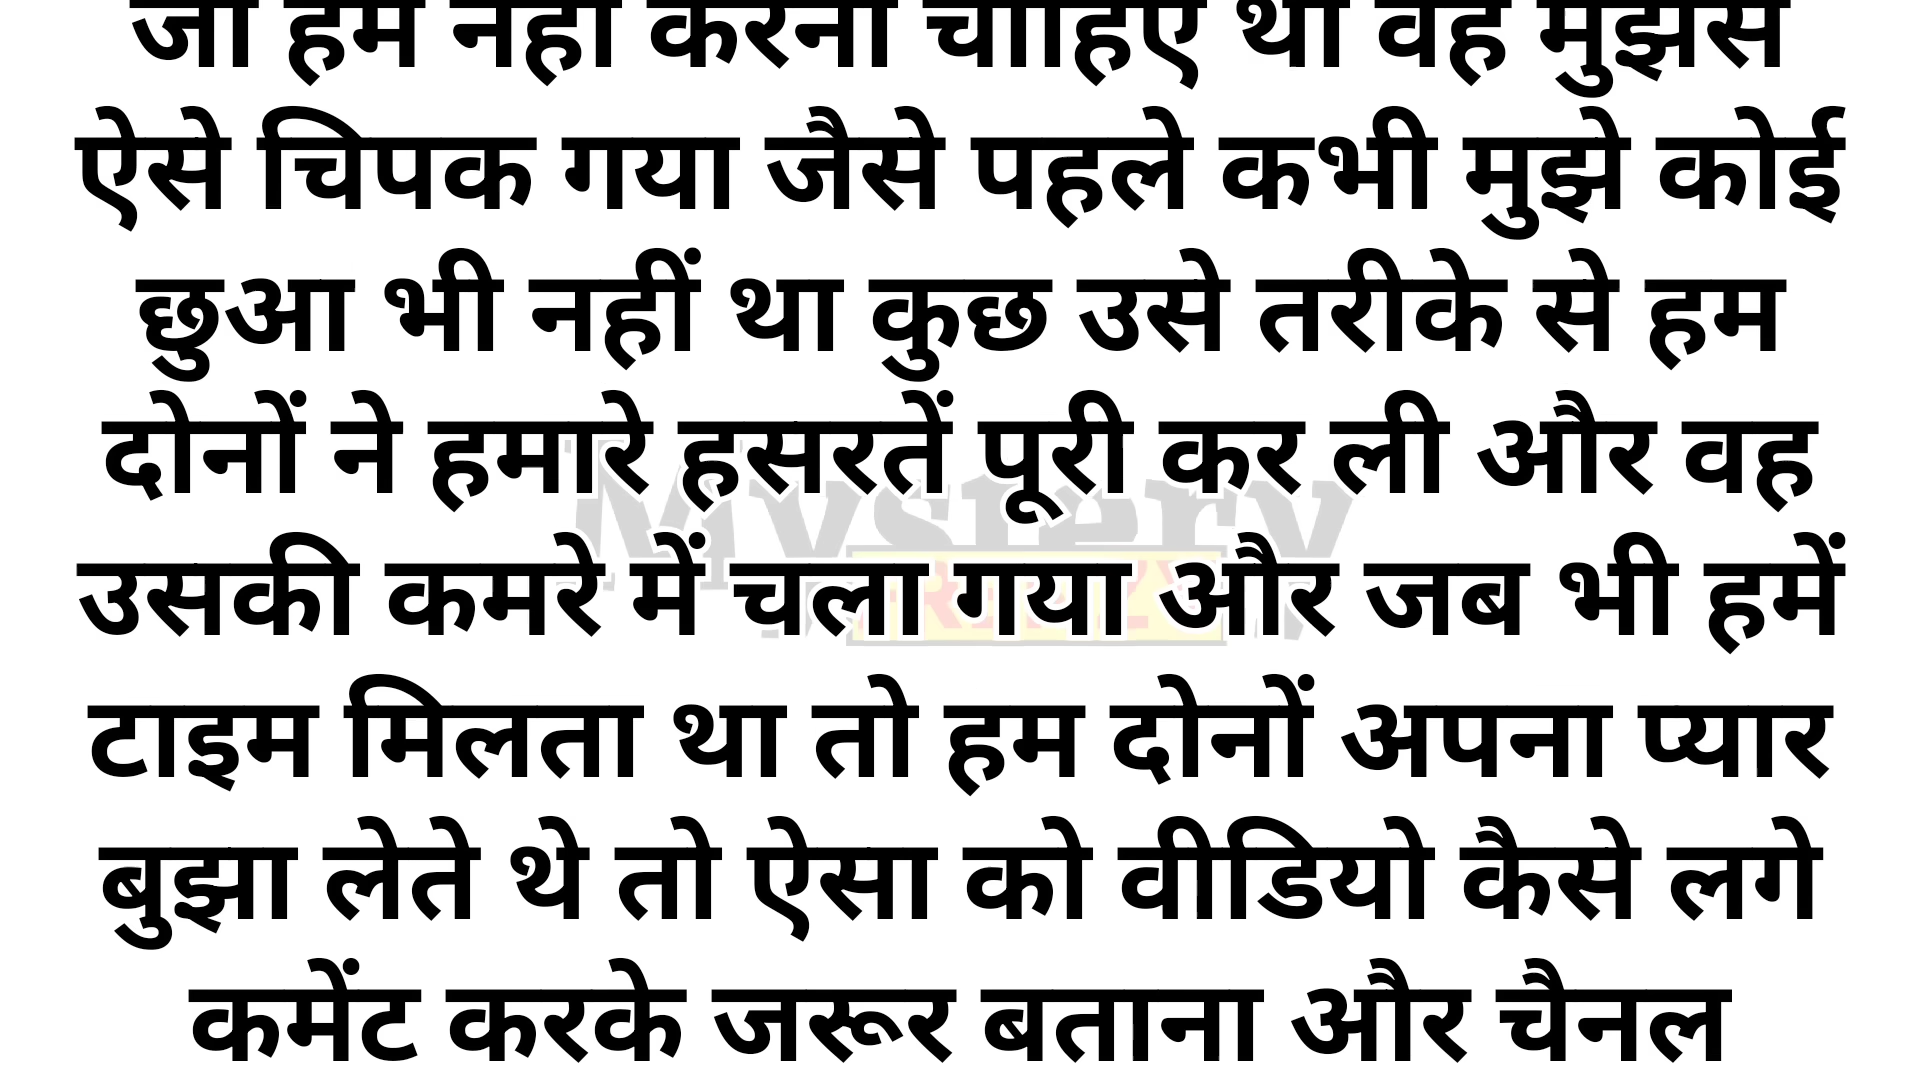 जो हमें नहीं करना चाहिए था वह मुझसे
ऐसे चिपक गया जैसे पहले कभी मुझे कोई
छुआ भी नहीं था कुछ उसे तरीके से हम
दोनों ने हमारे हसरतें पूरी कर ली और वह
उसकी कमरे में चला गया और जब भी हमें
टाइम मिलता था तो हम दोनों अपना प्यार
बुझा लेते थे तो ऐसा को वीडियो कैसे लगे
कमेंट करके जरूर बताना और चैनल
Mystery